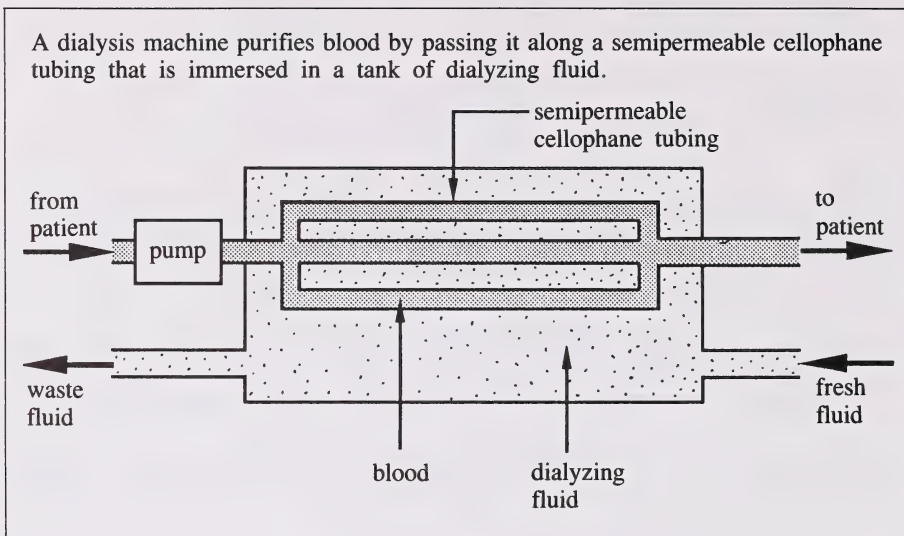 A dialysis machine purifies blood by passing it along a semipermeable cellophane
tubing that is immersed in a tank of dialyzing fluid.
semipermeable
cellophane tubing
from
patient
pump
to
patient
waste
fluid
fresh
fluid
blood
dialyzing
fluid